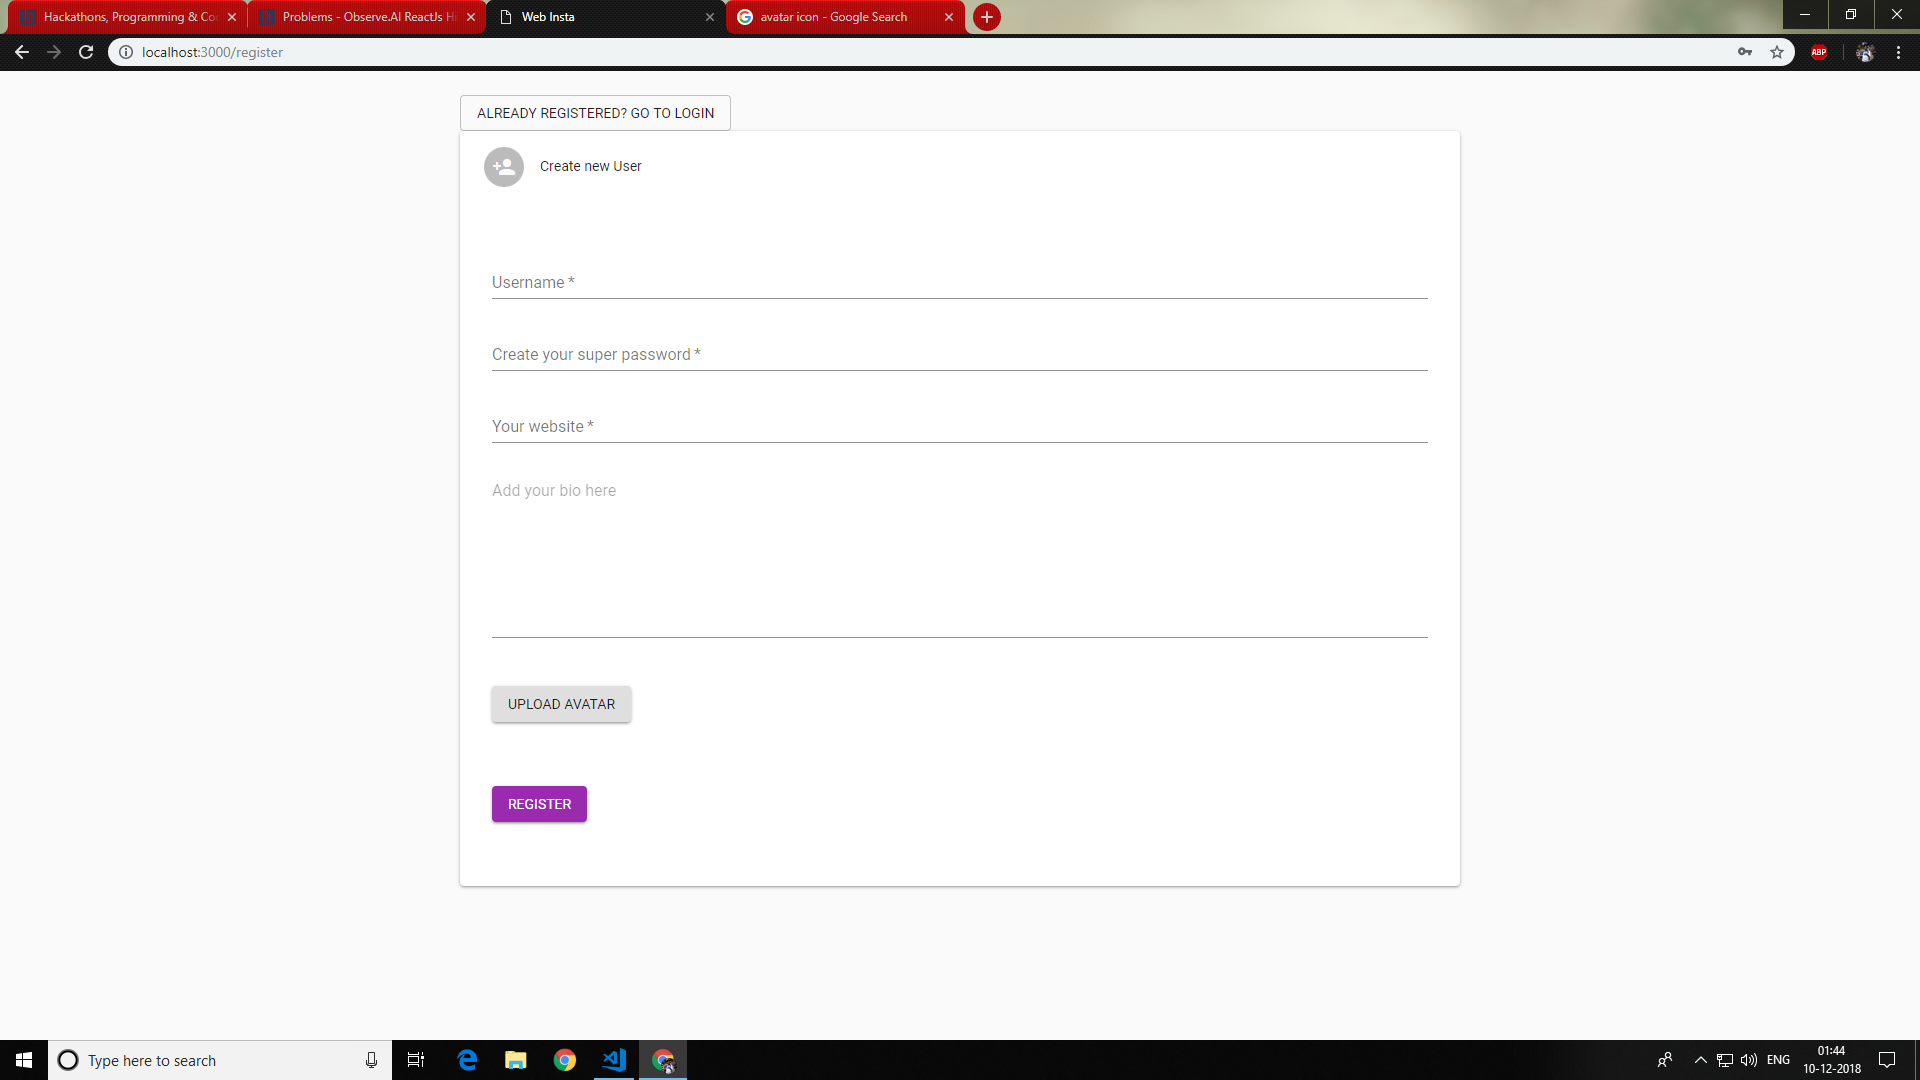 Hackathons, Programming & Co
Problems - Observe.AI ReactJs Hi
Web Insta
avatar icon - Google Search
localhost:3000/register
ABP
ALREADY REGISTERED? GO TO LOGIN
Create new User
Username *
Create your super password *
Your website *
Add your bio here
UPLOAD AVATAR
REGISTER
Type here to search
ENG
01:44
10-12-2018